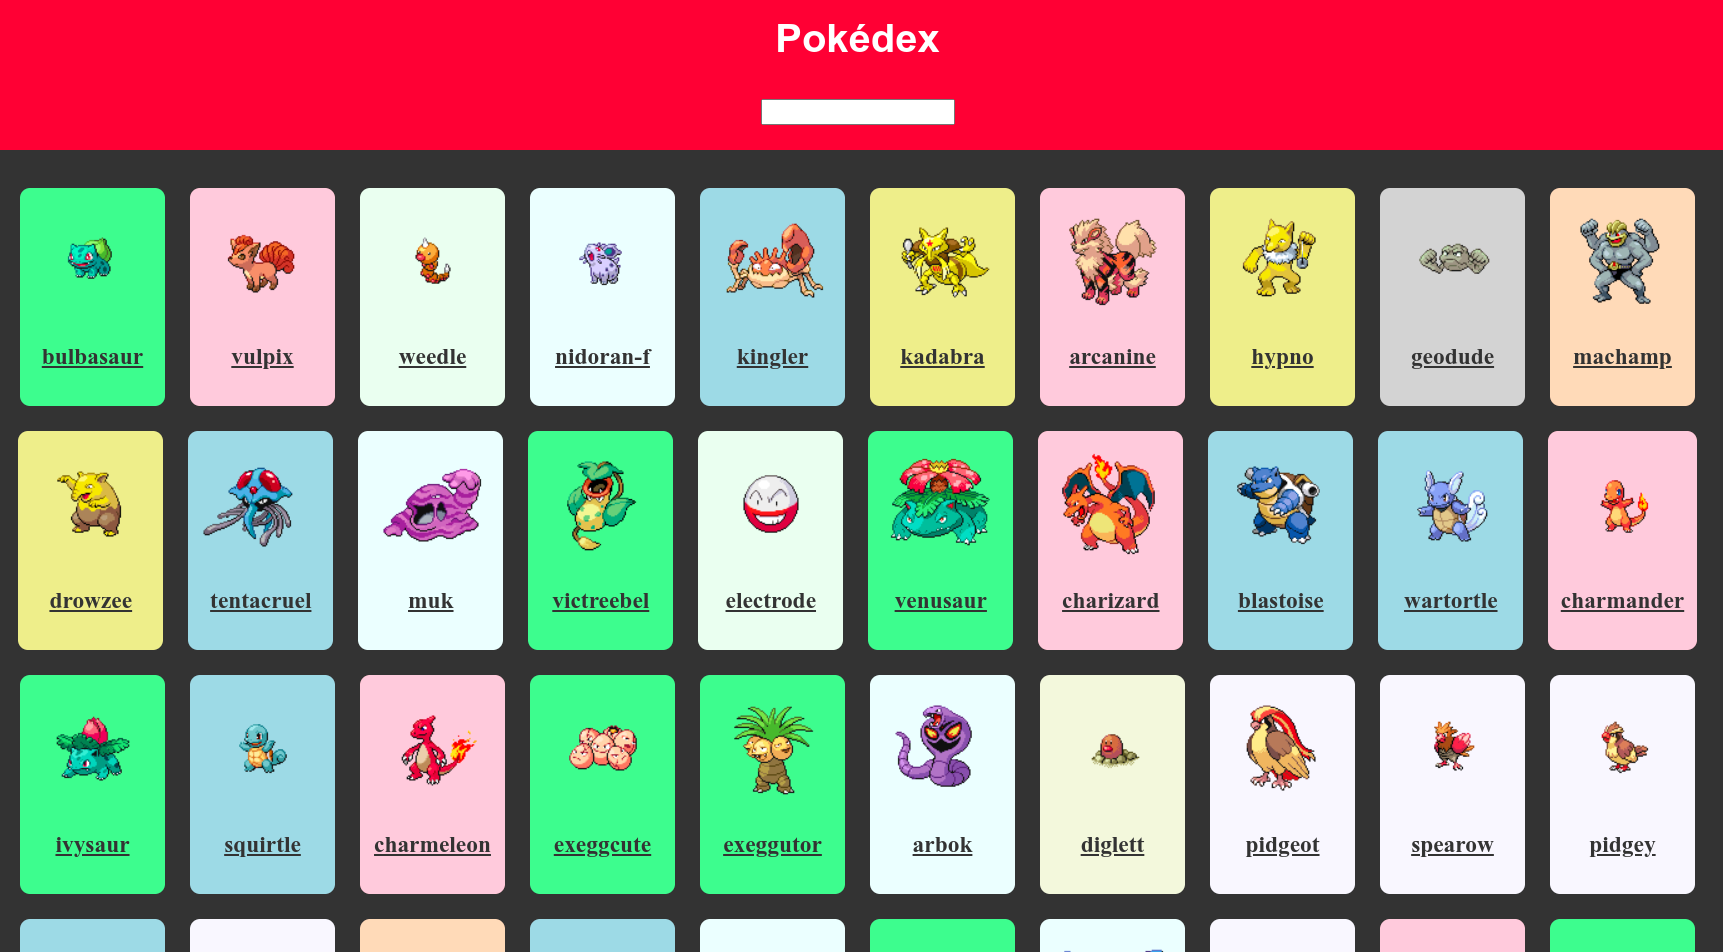 Pokédex
bulbasaur vulpix weedle nidoran-f kingler kadabra arcanine hypno geodude machamp
drowzee tentacruel muk victreebel electrode venusaur charizard blastoise wartortle charmander
ivysaur squirtle charmeleon exeggcute exeggutor arbok diglett pidgeot spearow pidgey